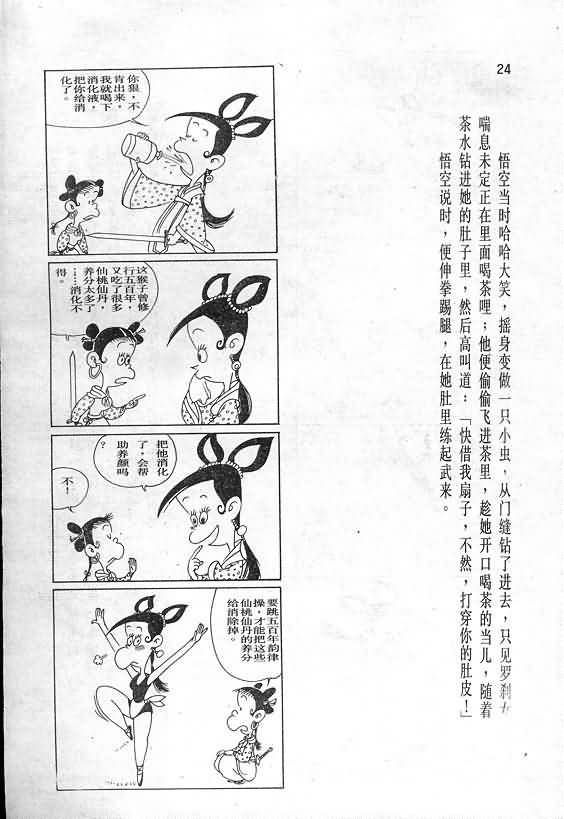 24
悟空当时哈哈大笑，摇身变做一只小虫，从门缝钻了进去，只见罗刹女
喘息未定正在里面喝茶哩；他便偷偷飞进茶里，趁她开口喝茶的当儿，随着
茶水钻进她的肚子里，然后高叫道：「快借我扇子，不然，打穿你的肚皮！」
悟空说时，便伸拳踢腿，在她肚里练起武来。
你狠，不
肯出来，
我就喝下
消化液，
把你给消
化了。
这猴子曾修
行五百年，
又吃了很多
仙桃仙丹，
养分太多了
……消化不
得。
把他消化
了，会帮
助养颜吗
？
不！
要跳五百年韵律
操，才能把这些
仙桃仙丹的养分
给消除掉。